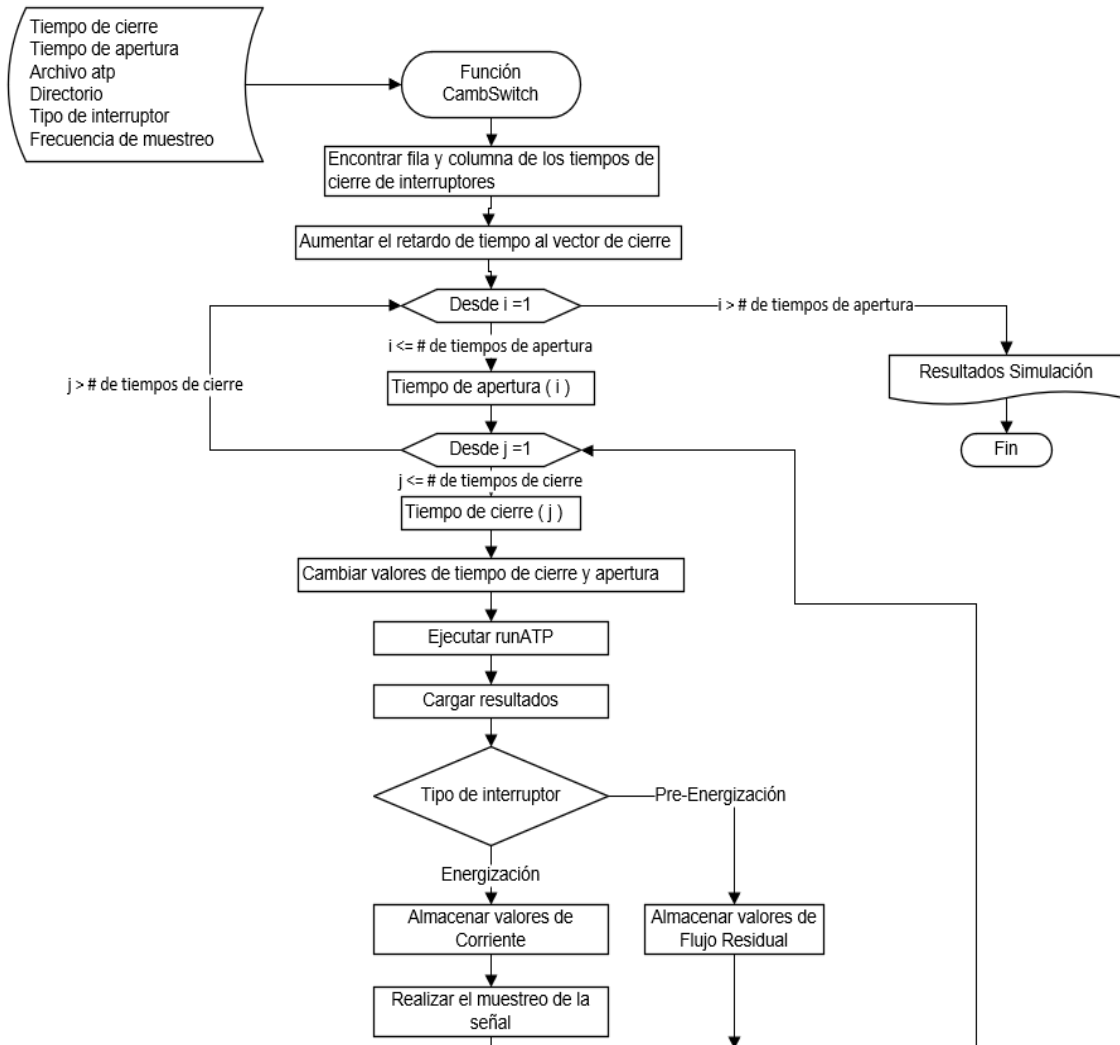 Tiempo de cierre
Tiempo de apertura
Archivo atp
Directorio
Tipo de interruptor
Frecuencia de muestreo
Función
CambSwitch
Encontrar fila y columna de los tiempos de
cierre de interruptores
Aumentar el retardo de tiempo al vector de cierre
Desde i =1
i > # de tiempos de apertura
i <= # de tiempos de apertura
Resultados Simulación
j > # de tiempos de cierre
Tiempo de apertura ( i )
Desde j =1
Fin
j <= # de tiempos de cierre
Tiempo de cierre ( j )
Cambiar valores de tiempo de cierre y apertura
Ejecutar runATP
Cargar resultados
Tipo de interruptor
Pre-Energización
Energización
Almacenar valores de
Corriente
Almacenar valores de
Flujo Residual
Realizar el muestreo de la
señal